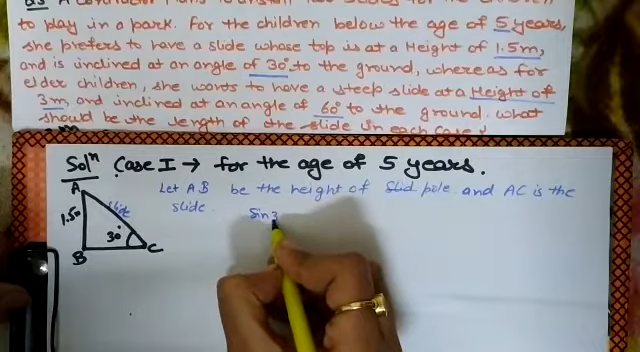 to play in a park. for the children below the age of 5 years,
she prefers to have a slide whose top is at a Height of 1.5m,
and is inclined at an angle of 30° to the ground, whereas for
elder children, she wants to have a steep slide at a Height of
3m, and inclined at an angle of 60° to the ground. what
should be the length of the slide in each case?
Solⁿ Case I → for the age of 5 years.
A Let AB be the height of Slid pole and AC is the
slide.
1.5m slide Sin 3
30°
B C